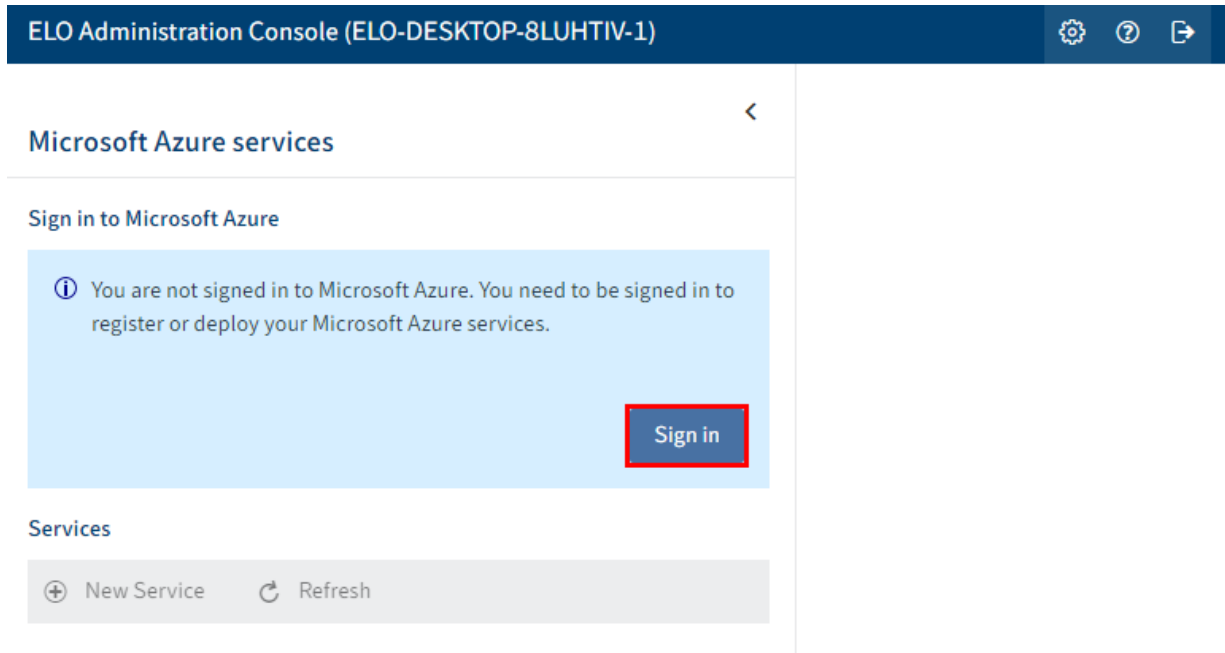 ELO Administration Console (ELO-DESKTOP-8LUHTIV-1)
Microsoft Azure services
Sign in to Microsoft Azure
You are not signed in to Microsoft Azure. You need to be signed in to
register or deploy your Microsoft Azure services.
Sign in
Services
New Service Refresh